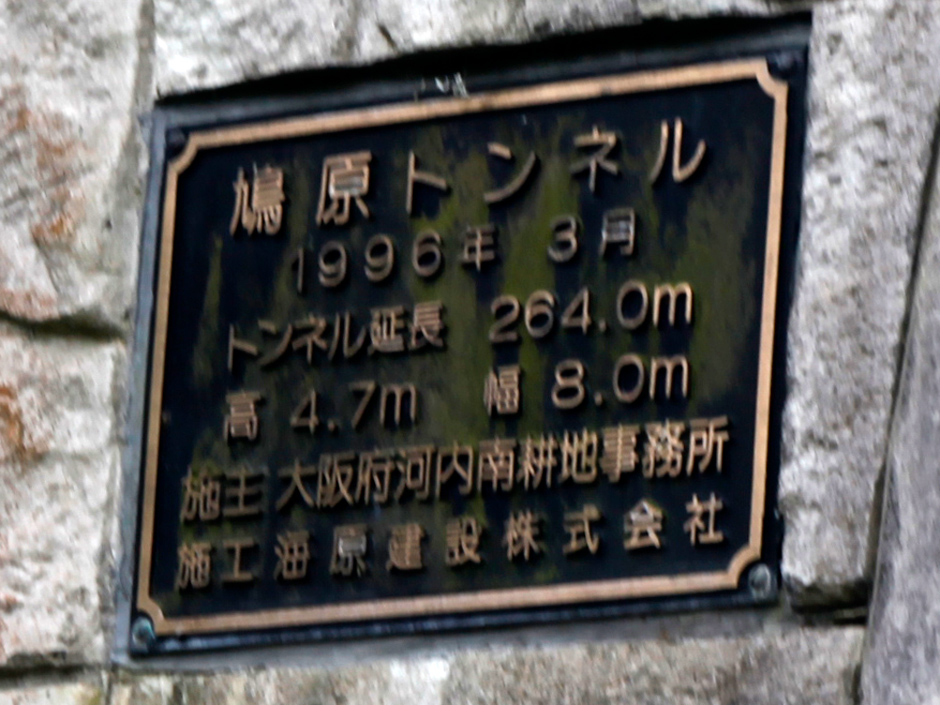 鳩原トンネル
1996年 3月
トンネル延長 264.0m
高 4.7m 幅 8.0m
施主 大阪府河内南耕地事務所
施工 海原建設株式会社